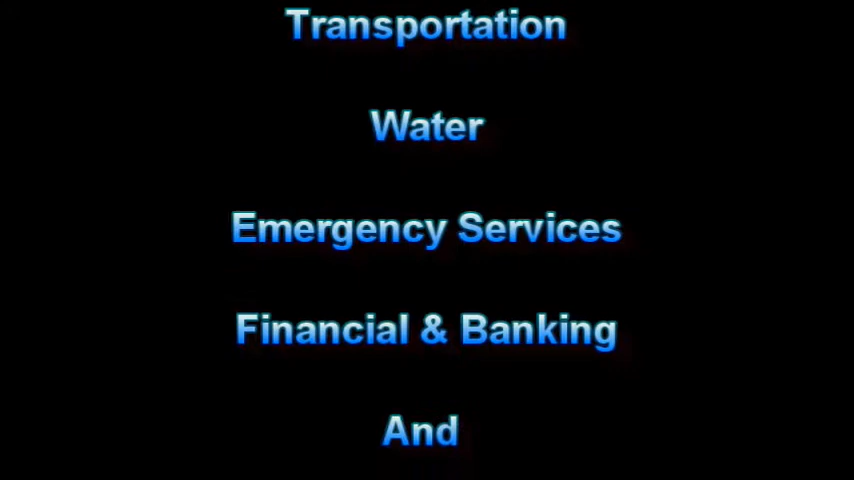 Transportation
Water
Emergency Services
Financial & Banking
And